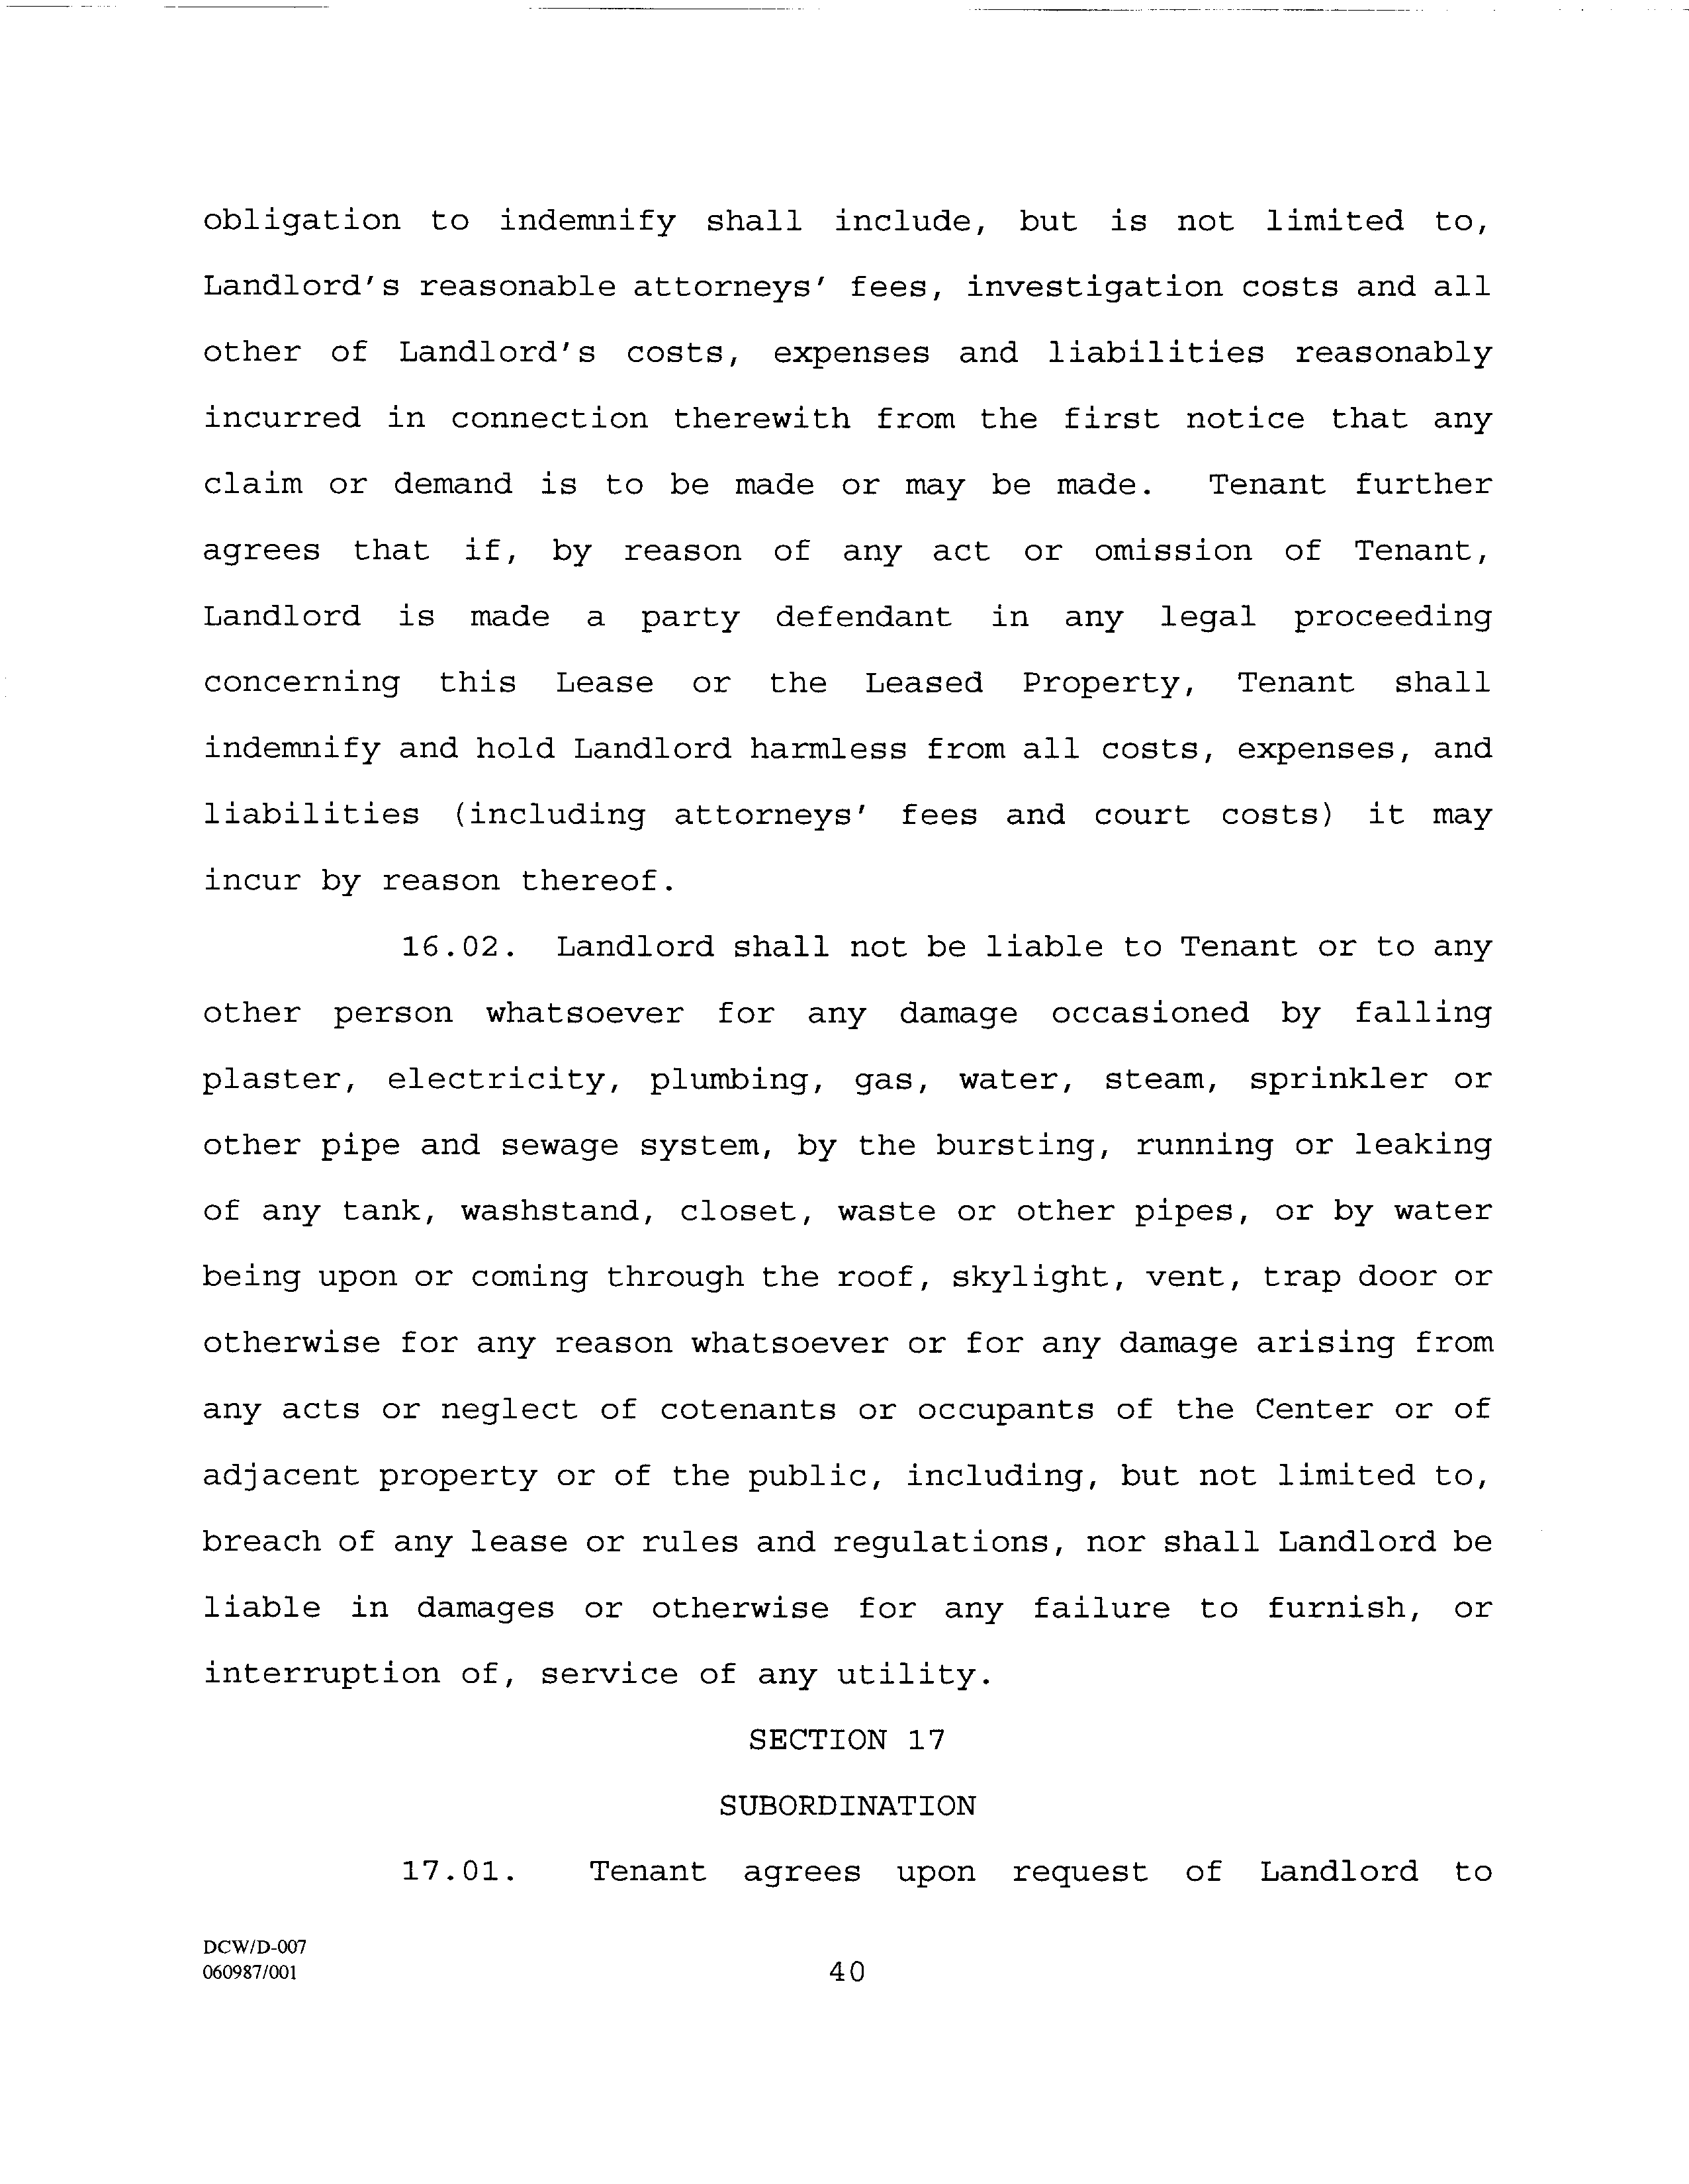 obligation to indemnify shall include, but is not limited to,
Landlord's reasonable attorneys' fees, investigation costs and all
other of Landlord's costs, expenses and liabilities reasonably
incurred in connection therewith from the first notice that any
claim or demand is to be made or may be made. Tenant further
agrees that if, by reason of any act or omission of Tenant,
Landlord is made a party defendant in any legal proceeding
concerning this Lease or the Leased Property, Tenant shall
indemnify and hold Landlord harmless from all costs, expenses, and
liabilities (including attorneys' fees and court costs) it may
incur by reason thereof.
16.02. Landlord shall not be liable to Tenant or to any
other person whatsoever for any damage occasioned by falling
plaster, electricity, plumbing, gas, water, steam, sprinkler or
other pipe and sewage system, by the bursting, running or leaking
of any tank, washstand, closet, waste or other pipes, or by water
being upon or coming through the roof, skylight, vent, trap door or
otherwise for any reason whatsoever or for any damage arising from
any acts or neglect of cotenants or occupants of the Center or of
adjacent property or of the public, including, but not limited to,
breach of any lease or rules and regulations, nor shall Landlord be
liable in damages or otherwise for any failure to furnish, or
interruption of, service of any utility.
SECTION 17
SUBORDINATION
17.01. Tenant agrees upon request of Landlord to
DCW/D-007
060987/001
40